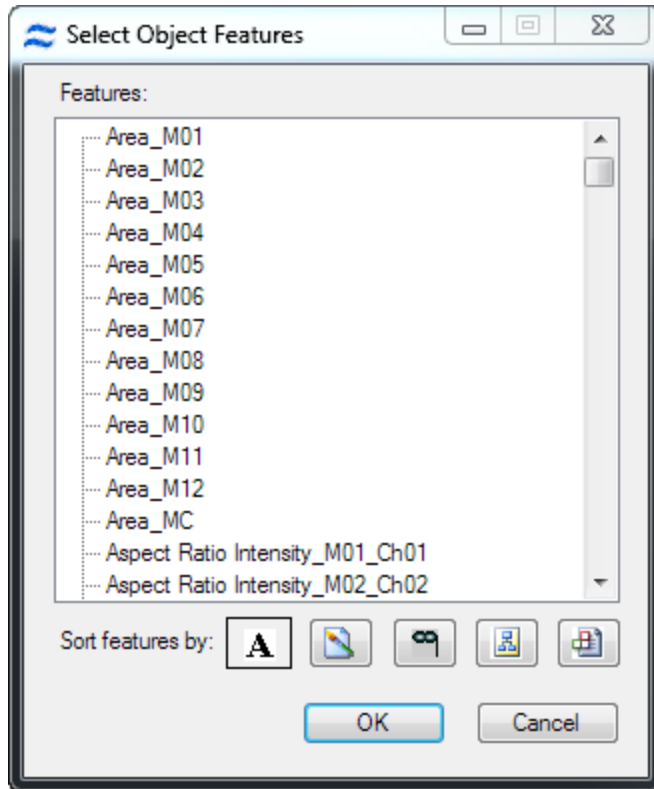 Select Object Features
Features:
Area_M01
Area_M02
Area_M03
Area_M04
Area_M05
Area_M06
Area_M07
Area_M08
Area_M09
Area_M10
Area_M11
Area_M12
Area_MC
Aspect Ratio Intensity_M01_Ch01
Aspect Ratio Intensity_M02_Ch02
Sort features by: A
OK Cancel